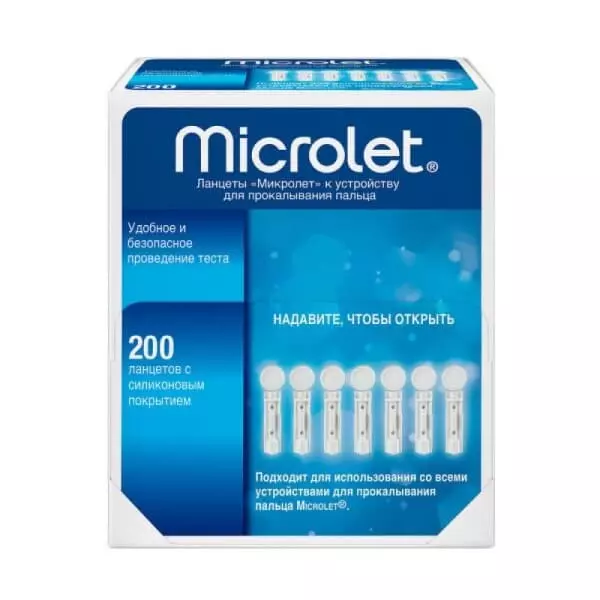 200
Microlet®
Ланцеты «Микролет» к устройству
для прокалывания пальца
Удобное и
безопасное
проведение теста
НАДАВИТЕ, ЧТОБЫ ОТКРЫТЬ
200
ланцетов с
силиконовым
покрытием
Подходит для использования со всеми
устройствами для прокалывания
пальца MICROLET®.